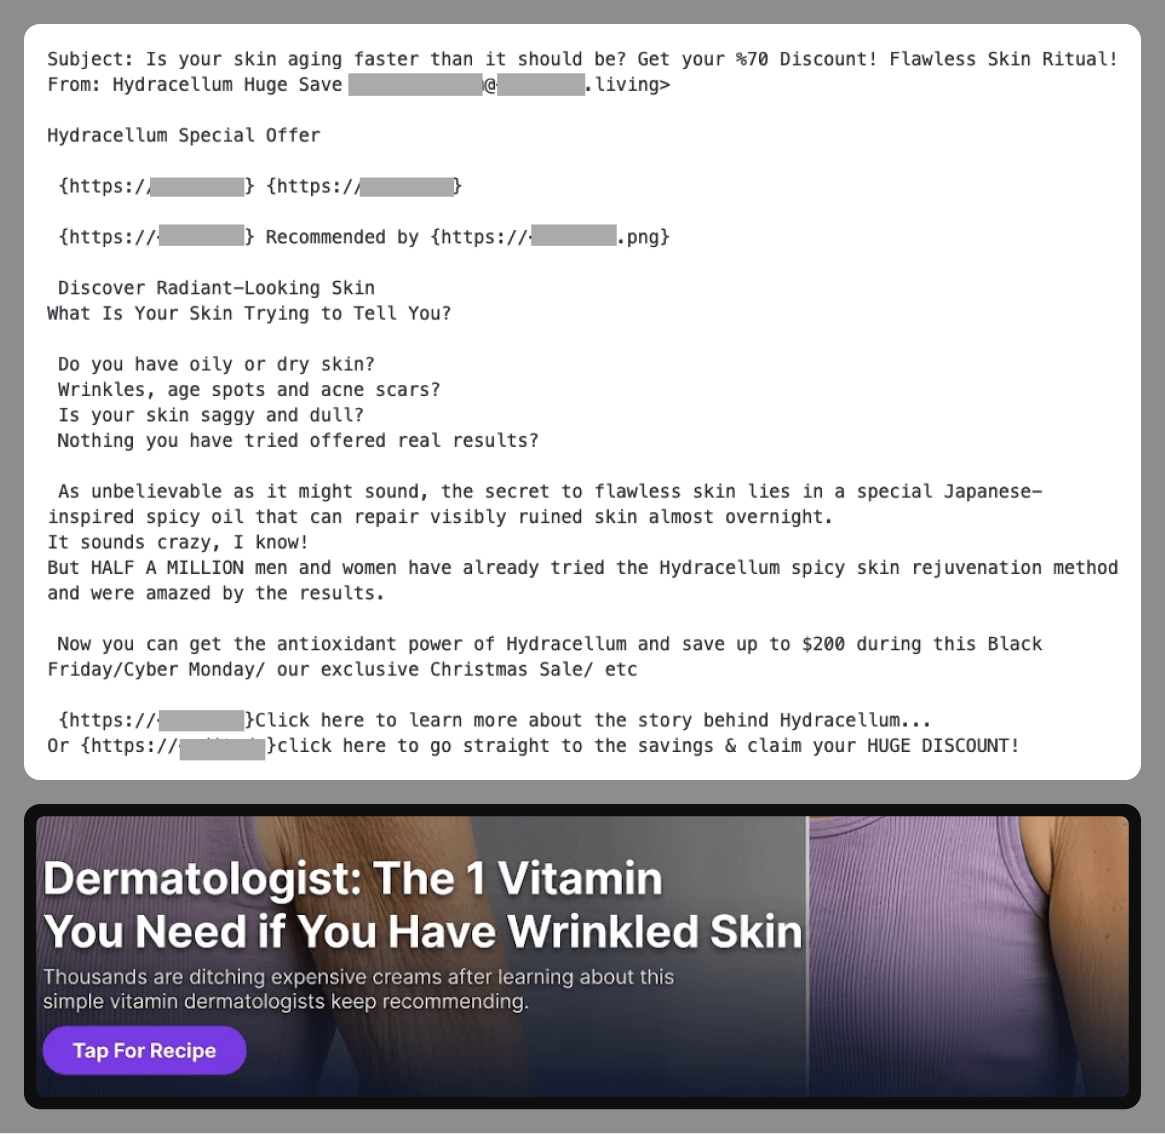 Subject: Is your skin aging faster than it should be? Get your %70 Discount! Flawless Skin Ritual!
From: Hydracellum Huge Save @ .living>
Hydracellum Special Offer
{https:// } {https:// }
{https:// } Recommended by {https:// .png}
Discover Radiant-Looking Skin
What Is Your Skin Trying to Tell You?
Do you have oily or dry skin?
Wrinkles, age spots and acne scars?
Is your skin saggy and dull?
Nothing you have tried offered real results?
As unbelievable as it might sound, the secret to flawless skin lies in a special Japanese-
inspired spicy oil that can repair visibly ruined skin almost overnight.
It sounds crazy, I know!
But HALF A MILLION men and women have already tried the Hydracellum spicy skin rejuvenation method
and were amazed by the results.
Now you can get the antioxidant power of Hydracellum and save up to $200 during this Black
Friday/Cyber Monday/ our exclusive Christmas Sale/ etc
{https:// }Click here to learn more about the story behind Hydracellum...
Or {https:// }click here to go straight to the savings & claim your HUGE DISCOUNT!
Dermatologist: The 1 Vitamin
You Need if You Have Wrinkled Skin
Thousands are ditching expensive creams after learning about this
simple vitamin dermatologists keep recommending.
Tap For Recipe